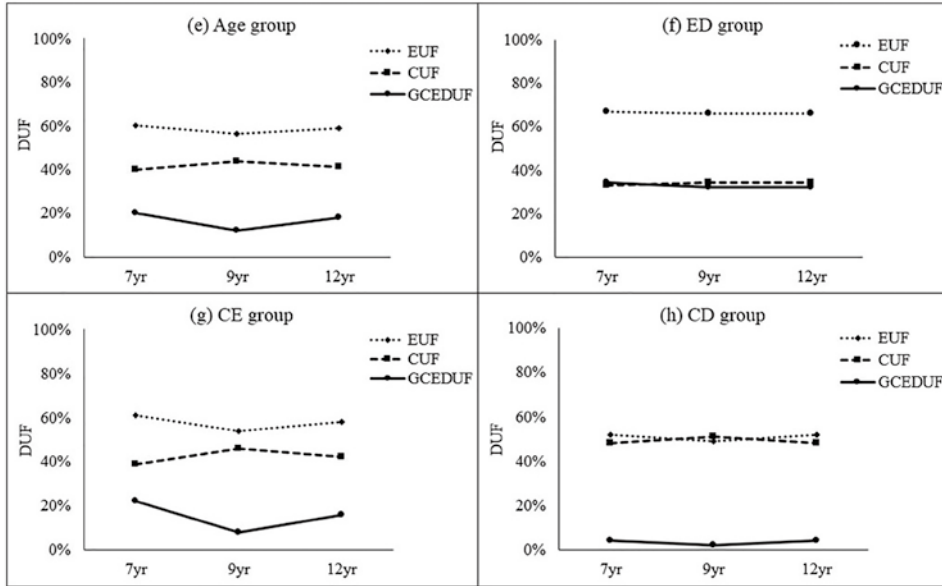 (e) Age group
100%
80%
60%
40%
20%
0%
DUF
7yr 9yr 12yr
EUF
CUF
GCEDUF
(f) ED group
100%
80%
60%
40%
20%
0%
DUF
7yr 9yr 12yr
EUF
CUF
GCEDUF
(g) CE group
100%
80%
60%
40%
20%
0%
DUF
7yr 9yr 12yr
EUF
CUF
GCEDUF
(h) CD group
100%
80%
60%
40%
20%
0%
DUF
7yr 9yr 12yr
EUF
CUF
GCEDUF